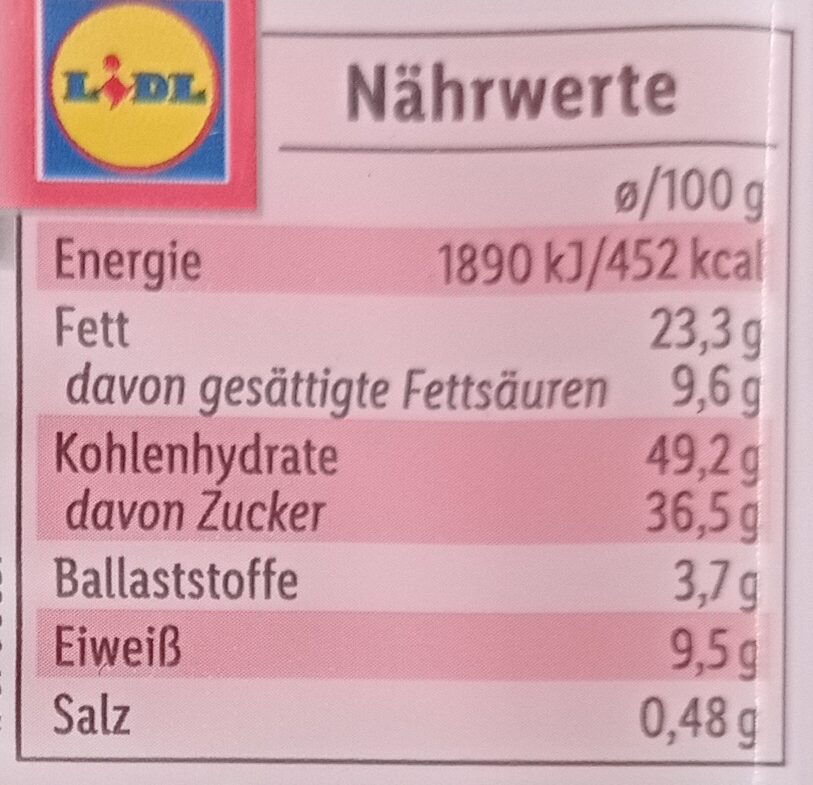 LIDL
Nährwerte
ø/100 g
Energie 1890 kJ/452 kcal
Fett 23,3 g
davon gesättigte Fettsäuren 9,6 g
Kohlenhydrate 49,2 g
davon Zucker 36,5 g
Ballaststoffe 3,7 g
Eiweiß 9,5 g
Salz 0,48 g